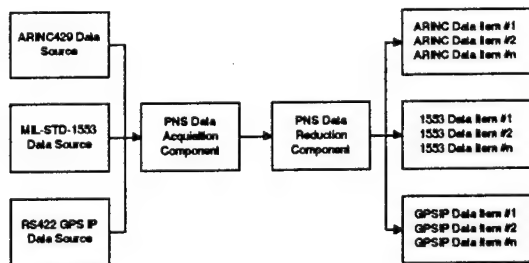 ARINC429 Data
Source
MIL-STD-1553
Data Source
RS422 GPS IP
Data Source
PNS Data
Acquisition
Component
PNS Data
Reduction
Component
ARINC Data Item #1
ARINC Data Item #2
ARINC Data Item #n
1553 Data Item #1
1553 Data Item #2
1553 Data Item #n
GPSIP Data Item #1
GPSIP Data Item #2
GPSIP Data Item #n